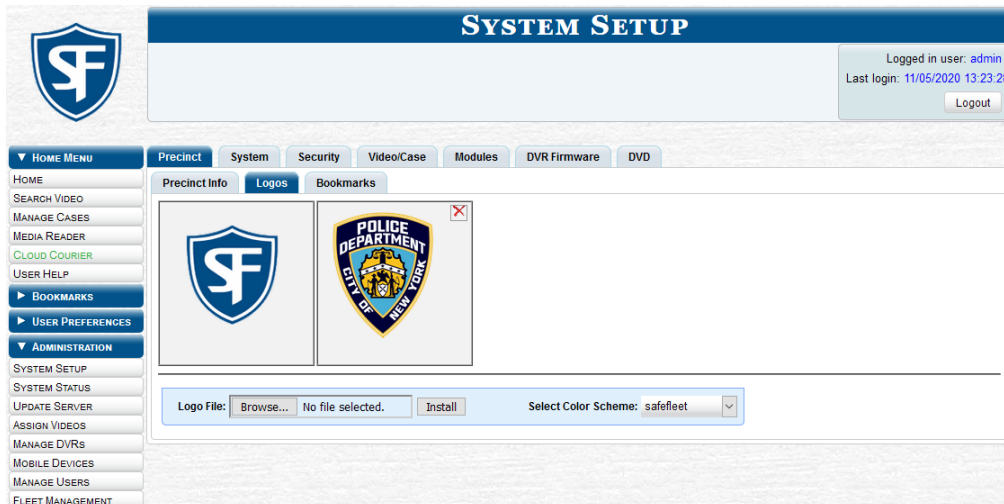 SYSTEM SETUP
SF
Logged in user: admin
Last login: 11/05/2020 13:23:28
Logout
▼ HOME MENU
HOME
SEARCH VIDEO
MANAGE CASES
MEDIA READER
CLOUD COURIER
USER HELP
► BOOKMARKS
► USER PREFERENCES
▼ ADMINISTRATION
SYSTEM SETUP
SYSTEM STATUS
UPDATE SERVER
ASSIGN VIDEOS
MANAGE DVRS
MOBILE DEVICES
MANAGE USERS
FLEET MANAGEMENT
Precinct System Security Video/Case Modules DVR Firmware DVD
Precinct Info Logos Bookmarks
SF
POLICE
DEPARTMENT
CITY OF
NEW YORK
Logo File: Browse... No file selected. Install Select Color Scheme: safefleet